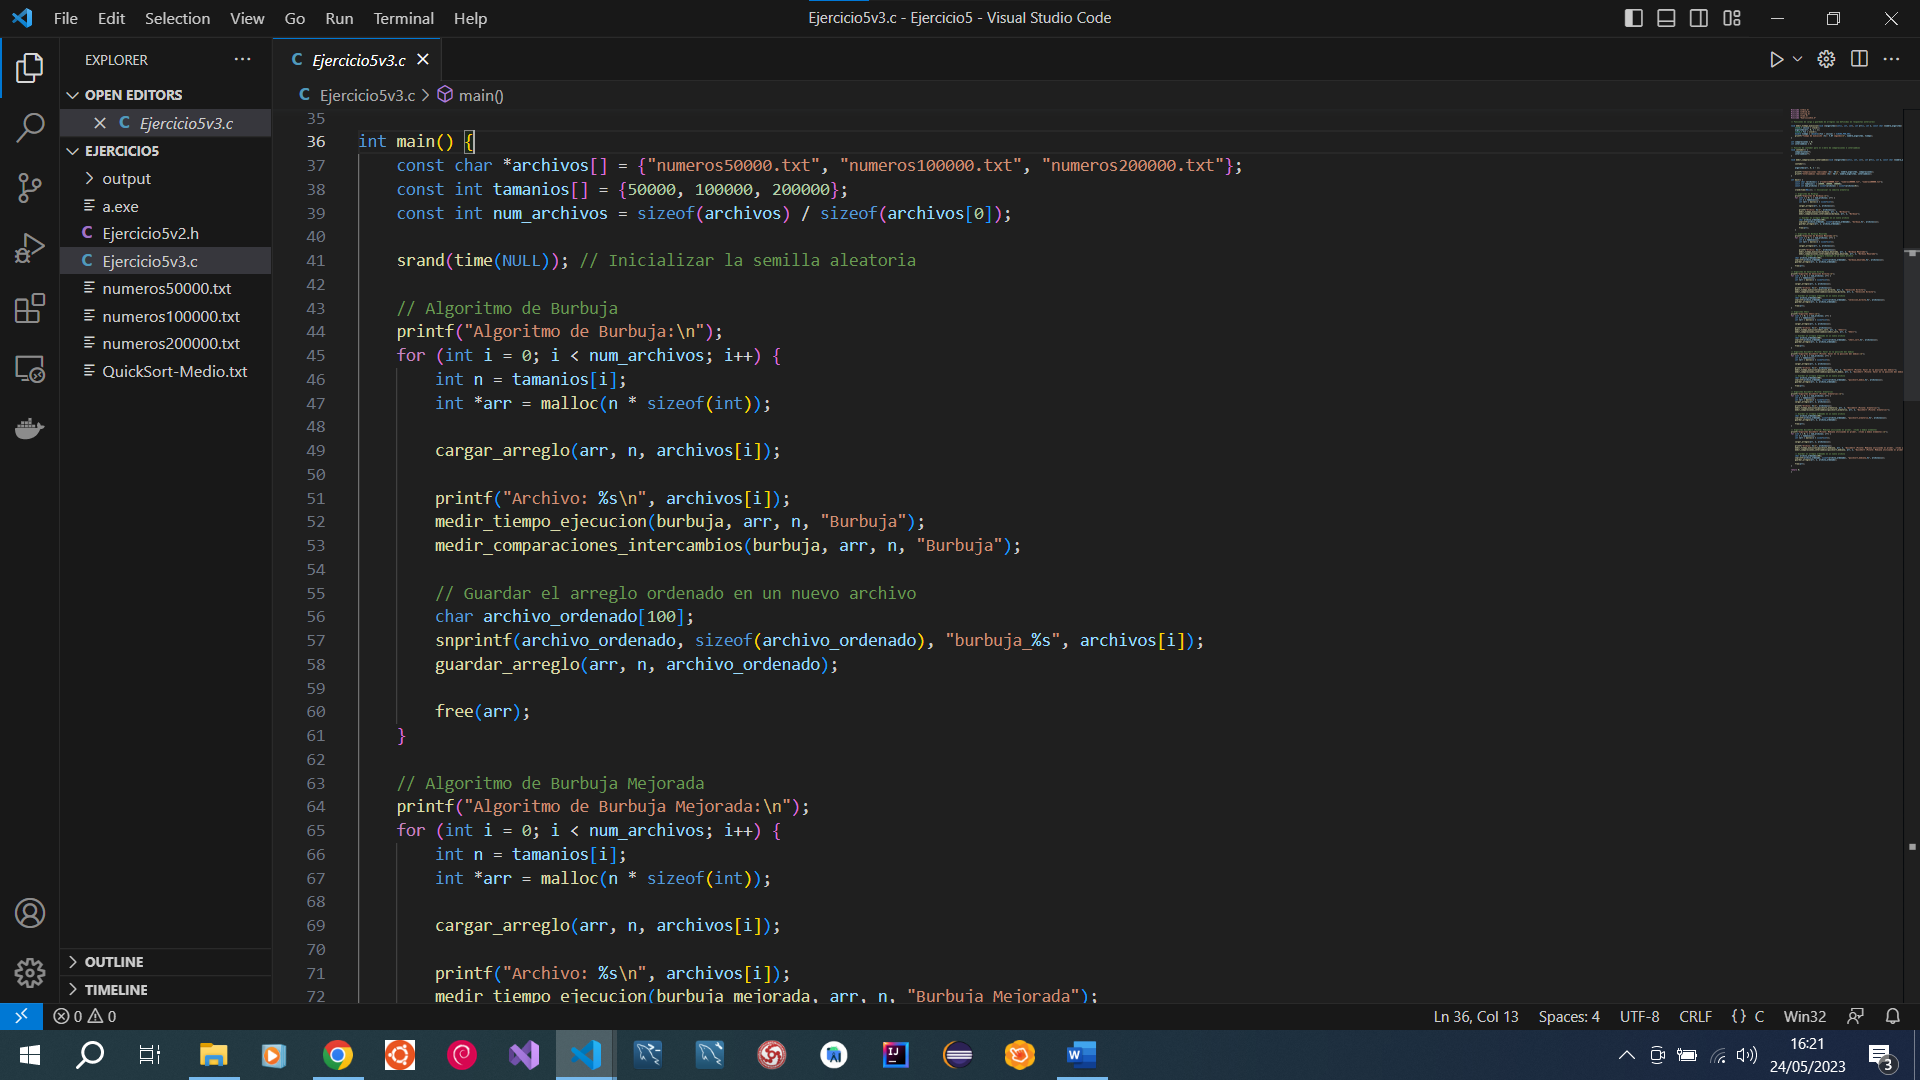 File Edit Selection View Go Run Terminal Help
Ejercicio5v3.c - Ejercicio5 - Visual Studio Code
EXPLORER
OPEN EDITORS
C Ejercicio5v3.c
EJERCICIO5
output
a.exe
C Ejercicio5v2.h
C Ejercicio5v3.c
numeros50000.txt
numeros100000.txt
numeros200000.txt
QuickSort-Medio.txt
OUTLINE
TIMELINE
C Ejercicio5v3.c
C Ejercicio5v3.c > main()
35
36 int main() {
37 const char *archivos[] = {"numeros50000.txt", "numeros100000.txt", "numeros200000.txt"};
38 const int tamanios[] = {50000, 100000, 200000};
39 const int num_archivos = sizeof(archivos) / sizeof(archivos[0]);
40
41 srand(time(NULL)); // Inicializar la semilla aleatoria
42
43 // Algoritmo de Burbuja
44 printf("Algoritmo de Burbuja:\n");
45 for (int i = 0; i < num_archivos; i++) {
46 int n = tamanios[i];
47 int *arr = malloc(n * sizeof(int));
48
49 cargar_arreglo(arr, n, archivos[i]);
50
51 printf("Archivo: %s\n", archivos[i]);
52 medir_tiempo_ejecucion(burbuja, arr, n, "Burbuja");
53 medir_comparaciones_intercambios(burbuja, arr, n, "Burbuja");
54
55 // Guardar el arreglo ordenado en un nuevo archivo
56 char archivo_ordenado[100];
57 snprintf(archivo_ordenado, sizeof(archivo_ordenado), "burbuja_%s", archivos[i]);
58 guardar_arreglo(arr, n, archivo_ordenado);
59
60 free(arr);
61 }
62
63 // Algoritmo de Burbuja Mejorada
64 printf("Algoritmo de Burbuja Mejorada:\n");
65 for (int i = 0; i < num_archivos; i++) {
66 int n = tamanios[i];
67 int *arr = malloc(n * sizeof(int));
68
69 cargar_arreglo(arr, n, archivos[i]);
70
71 printf("Archivo: %s\n", archivos[i]);
72 medir_tiempo_ejecucion(burbuja_mejorada, arr, n, "Burbuja Mejorada");
0 0
Ln 36, Col 13 Spaces: 4 UTF-8 CRLF {} C Win32
16:21
24/05/2023
3